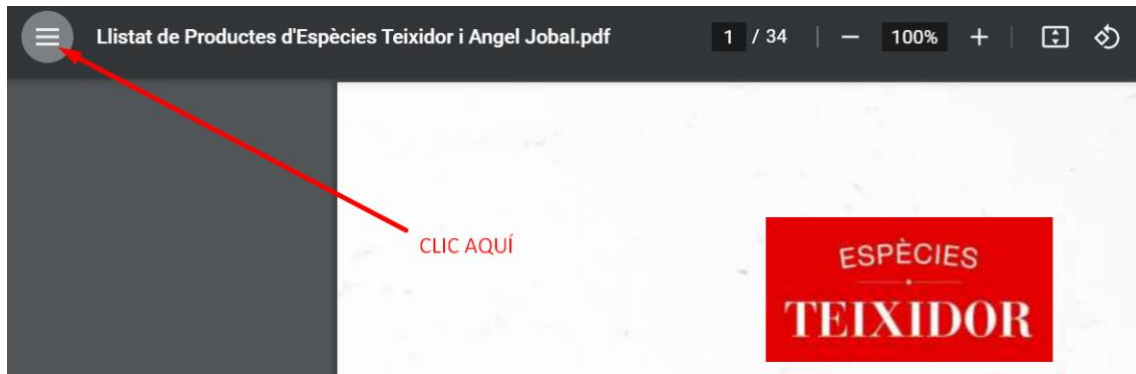 Llistat de Productes d'Espècies Teixidor i Angel Jobal.pdf 1 / 34 | — 100% + |
CLIC AQUÍ
ESPÈCIES
TEIXIDOR